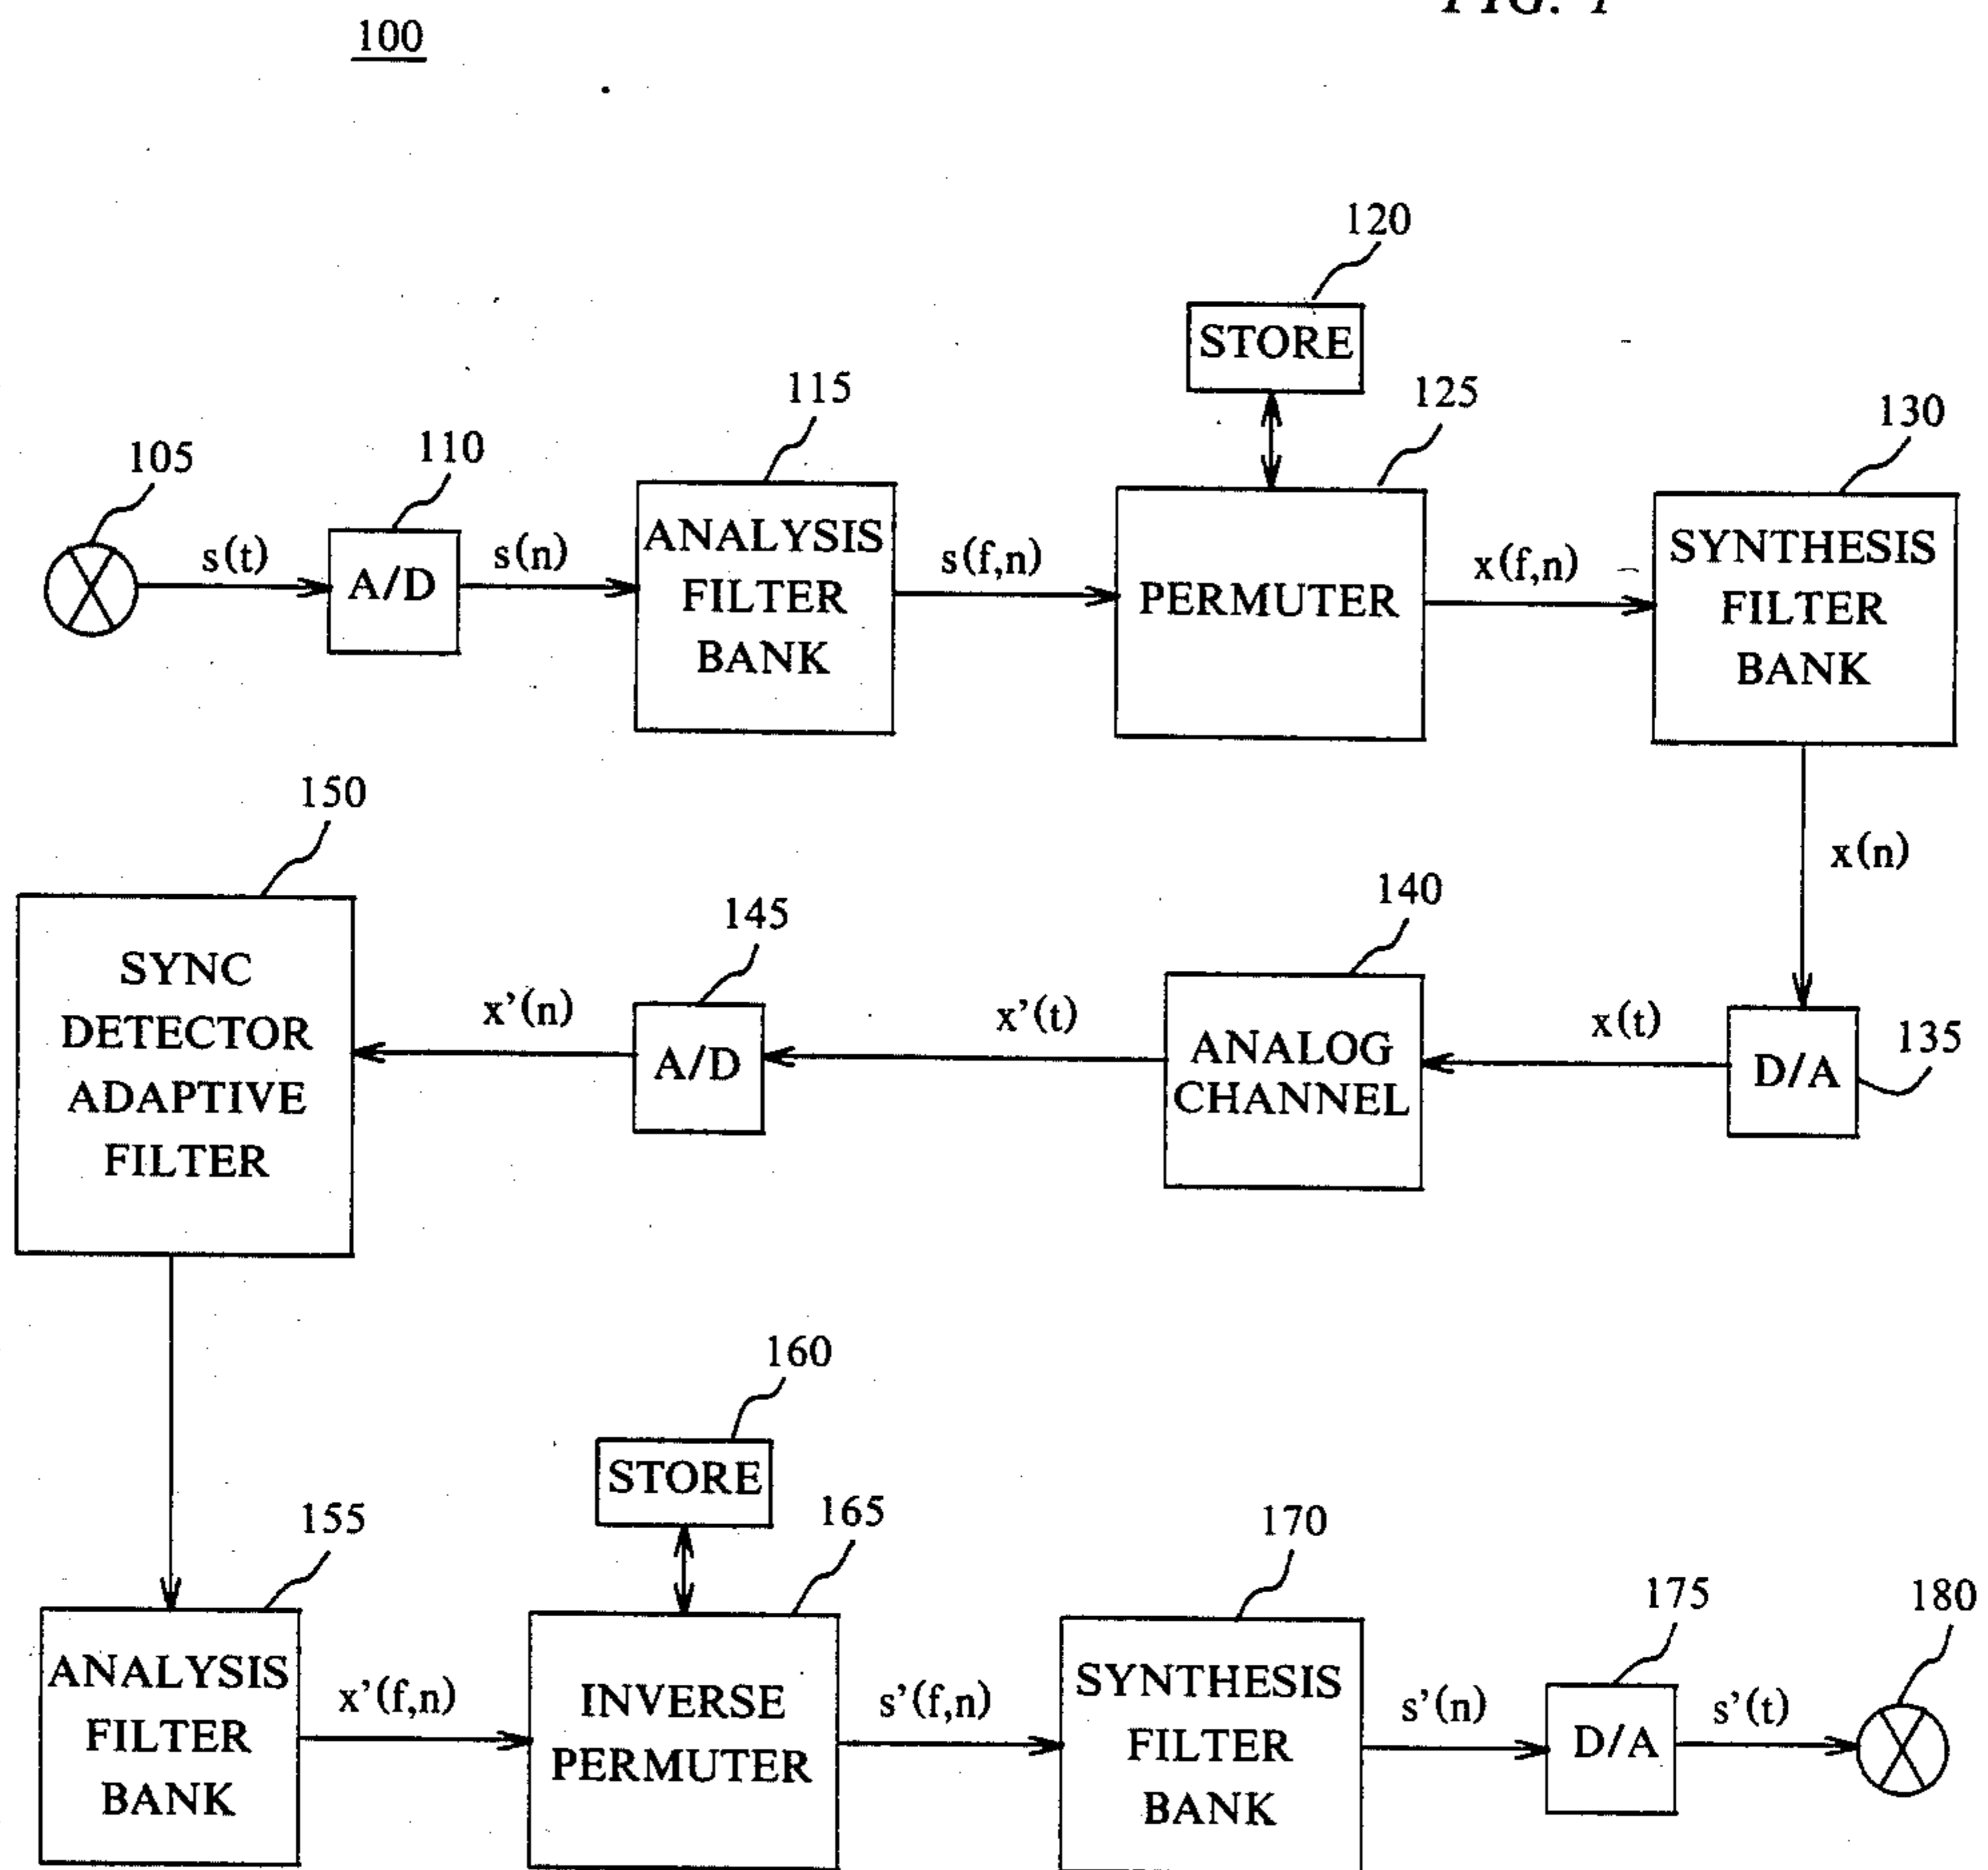 FIG. 1
100
120
STORE
105
s(t)
110
A/D
s(n)
115
ANALYSIS
FILTER
BANK
s(f,n)
125
PERMUTER
x(f,n)
130
SYNTHESIS
FILTER
BANK
x(n)
150
SYNC
DETECTOR
ADAPTIVE
FILTER
x’(n)
145
A/D
x’(t)
140
ANALOG
CHANNEL
x(t)
D/A
135
160
STORE
155
ANALYSIS
FILTER
BANK
x’(f,n)
165
INVERSE
PERMUTER
s’(f,n)
170
SYNTHESIS
FILTER
BANK
s’(n)
175
D/A
s’(t)
180